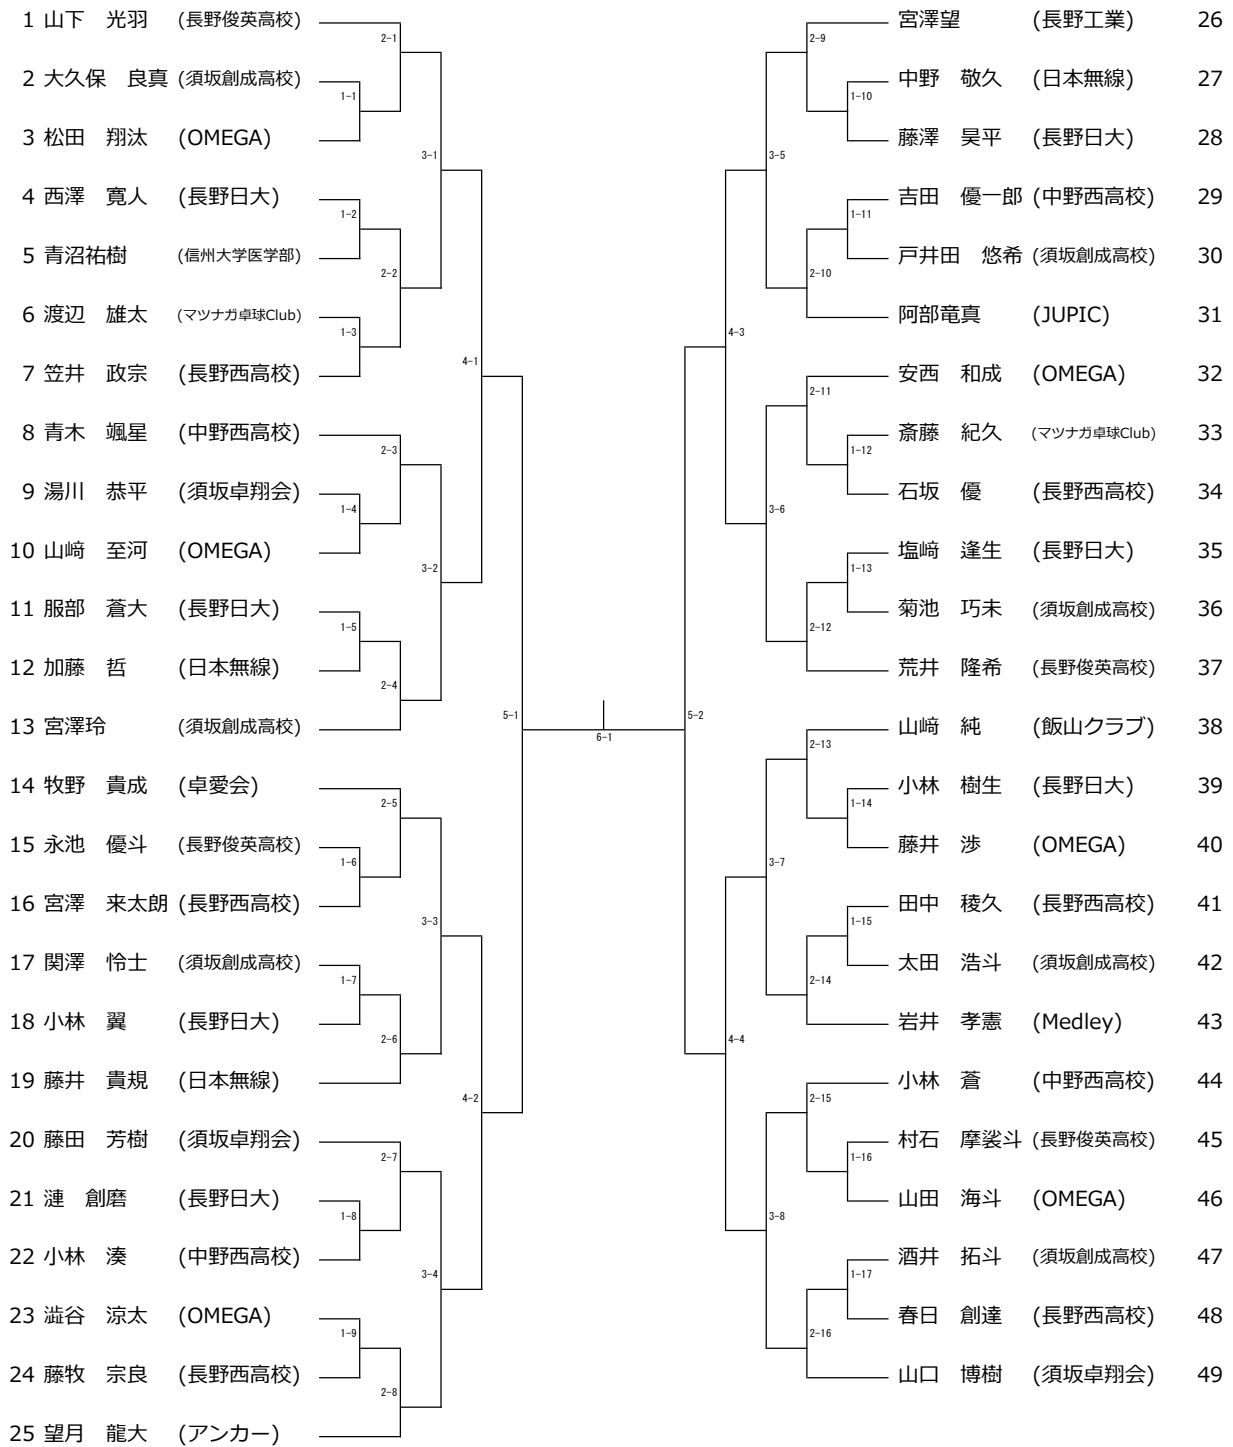 1 山下　光羽 (長野俊英高校)
2 大久保　良真 (須坂創成高校)
3 松田　翔汰 (OMEGA)
4 西澤　寛人 (長野日大)
5 青沼祐樹 (信州大学医学部)
6 渡辺　雄太 (マツナガ卓球Club)
7 笠井　政宗 (長野西高校)
8 青木　颯星 (中野西高校)
9 湯川　恭平 (須坂卓翔会)
10 山﨑　至河 (OMEGA)
11 服部　蒼大 (長野日大)
12 加藤　哲 (日本無線)
13 宮澤玲 (須坂創成高校)
14 牧野　貴成 (卓愛会)
15 永池　優斗 (長野俊英高校)
16 宮澤　来太朗 (長野西高校)
17 関澤　怜士 (須坂創成高校)
18 小林　翼 (長野日大)
19 藤井　貴規 (日本無線)
20 藤田　芳樹 (須坂卓翔会)
21 漣　創磨 (長野日大)
22 小林　湊 (中野西高校)
23 澁谷　涼太 (OMEGA)
24 藤牧　宗良 (長野西高校)
25 望月　龍大 (アンカー)
2-1
1-1
3-1
1-2
2-2
1-3
4-1
2-3
1-4
3-2
1-5
2-4
5-1
2-5
1-6
3-3
1-7
2-6
4-2
2-7
1-8
3-4
1-9
2-8
6-1
2-9
1-10
3-5
1-11
2-10
4-3
2-11
1-12
3-6
1-13
2-12
5-2
2-13
1-14
3-7
1-15
2-14
4-4
2-15
1-16
3-8
1-17
2-16
宮澤望 (長野工業) 26
中野　敬久 (日本無線) 27
藤澤　昊平 (長野日大) 28
吉田　優一郎 (中野西高校) 29
戸井田　悠希 (須坂創成高校) 30
阿部竜真 (JUPIC) 31
安西　和成 (OMEGA) 32
斎藤　紀久 (マツナガ卓球Club) 33
石坂　優 (長野西高校) 34
塩﨑　逢生 (長野日大) 35
菊池　巧未 (須坂創成高校) 36
荒井　隆希 (長野俊英高校) 37
山﨑　純 (飯山クラブ) 38
小林　樹生 (長野日大) 39
藤井　渉 (OMEGA) 40
田中　稜久 (長野西高校) 41
太田　浩斗 (須坂創成高校) 42
岩井　孝憲 (Medley) 43
小林　蒼 (中野西高校) 44
村石　摩裟斗 (長野俊英高校) 45
山田　海斗 (OMEGA) 46
酒井　拓斗 (須坂創成高校) 47
春日　創達 (長野西高校) 48
山口　博樹 (須坂卓翔会) 49